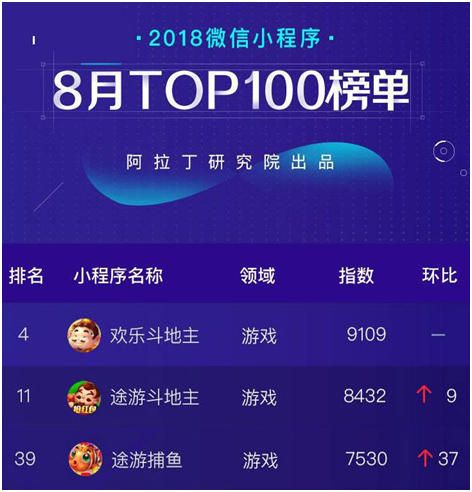 ·2018微信小程序·
8月TOP100榜单
阿拉丁研究院出品
排名 小程序名称 领域 指数 环比
4 欢乐斗地主 游戏 9109 —
抢红包
11 途游斗地主 游戏 8432 ↑ 9
39 途游捕鱼 游戏 7530 ↑37